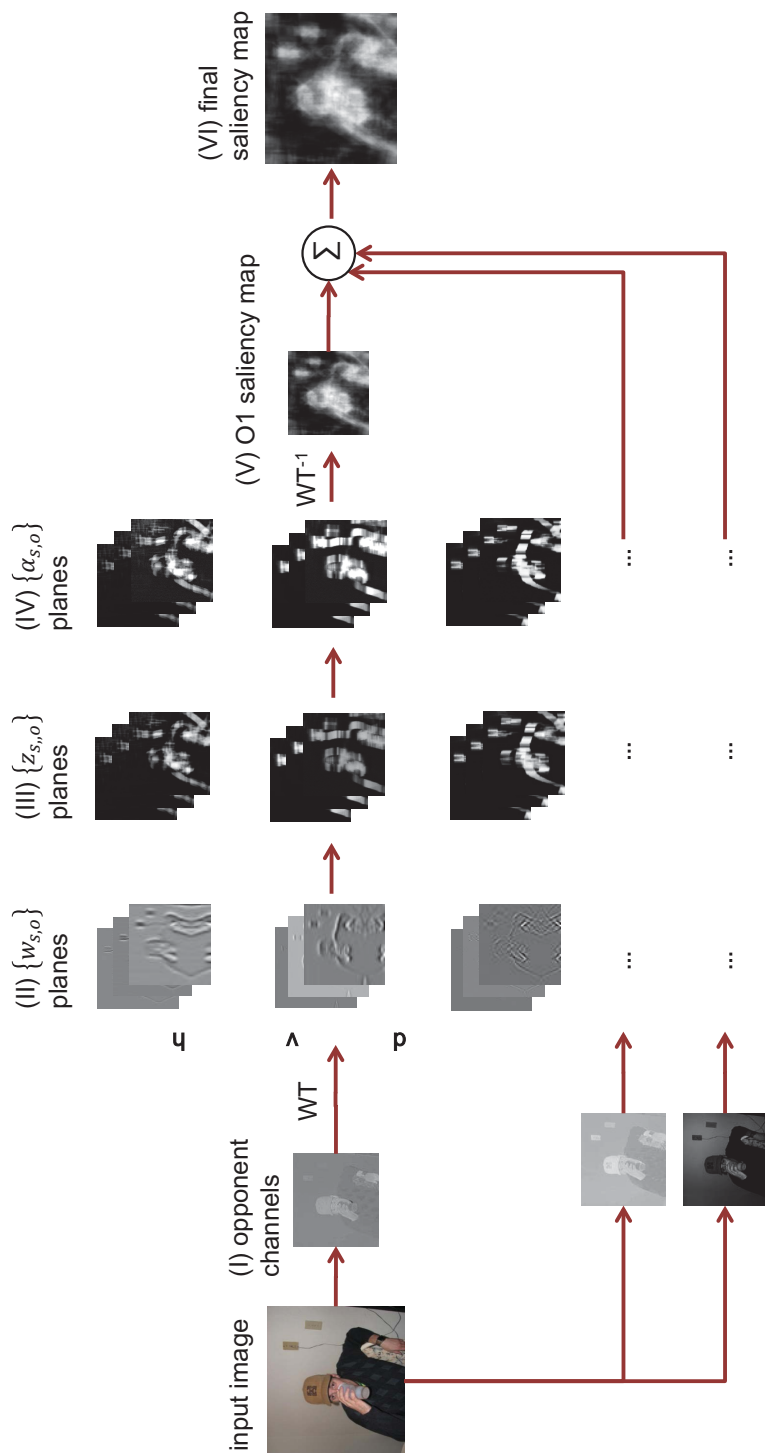 input image
(I) opponent
channels
WT
h
v
d
(II) {w_{s,o}}
planes
...
...
(III) {z_{s,,o}}
planes
...
...
(IV) {α_{s,o}}
planes
...
...
WT⁻¹
(V) O1 saliency map
Σ
(VI) final
saliency map